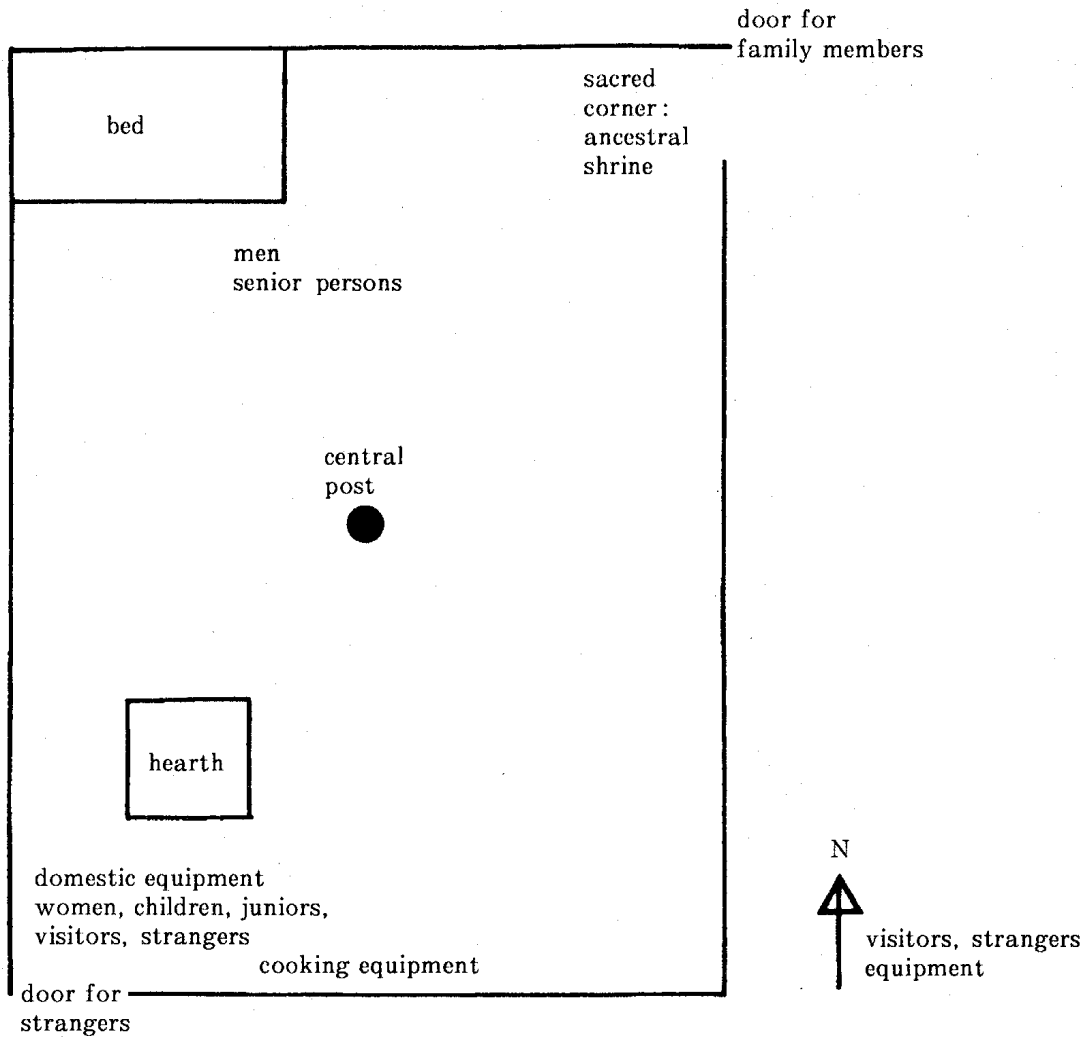 door for
family members
sacred
corner:
ancestral
shrine
bed
men
senior persons
central
post
hearth
domestic equipment
women, children, juniors,
visitors, strangers
cooking equipment
door for
strangers
N
visitors, strangers
equipment